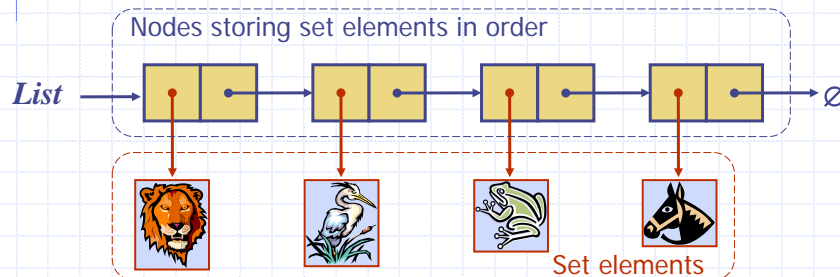 Nodes storing set elements in order
List
∅
Set elements